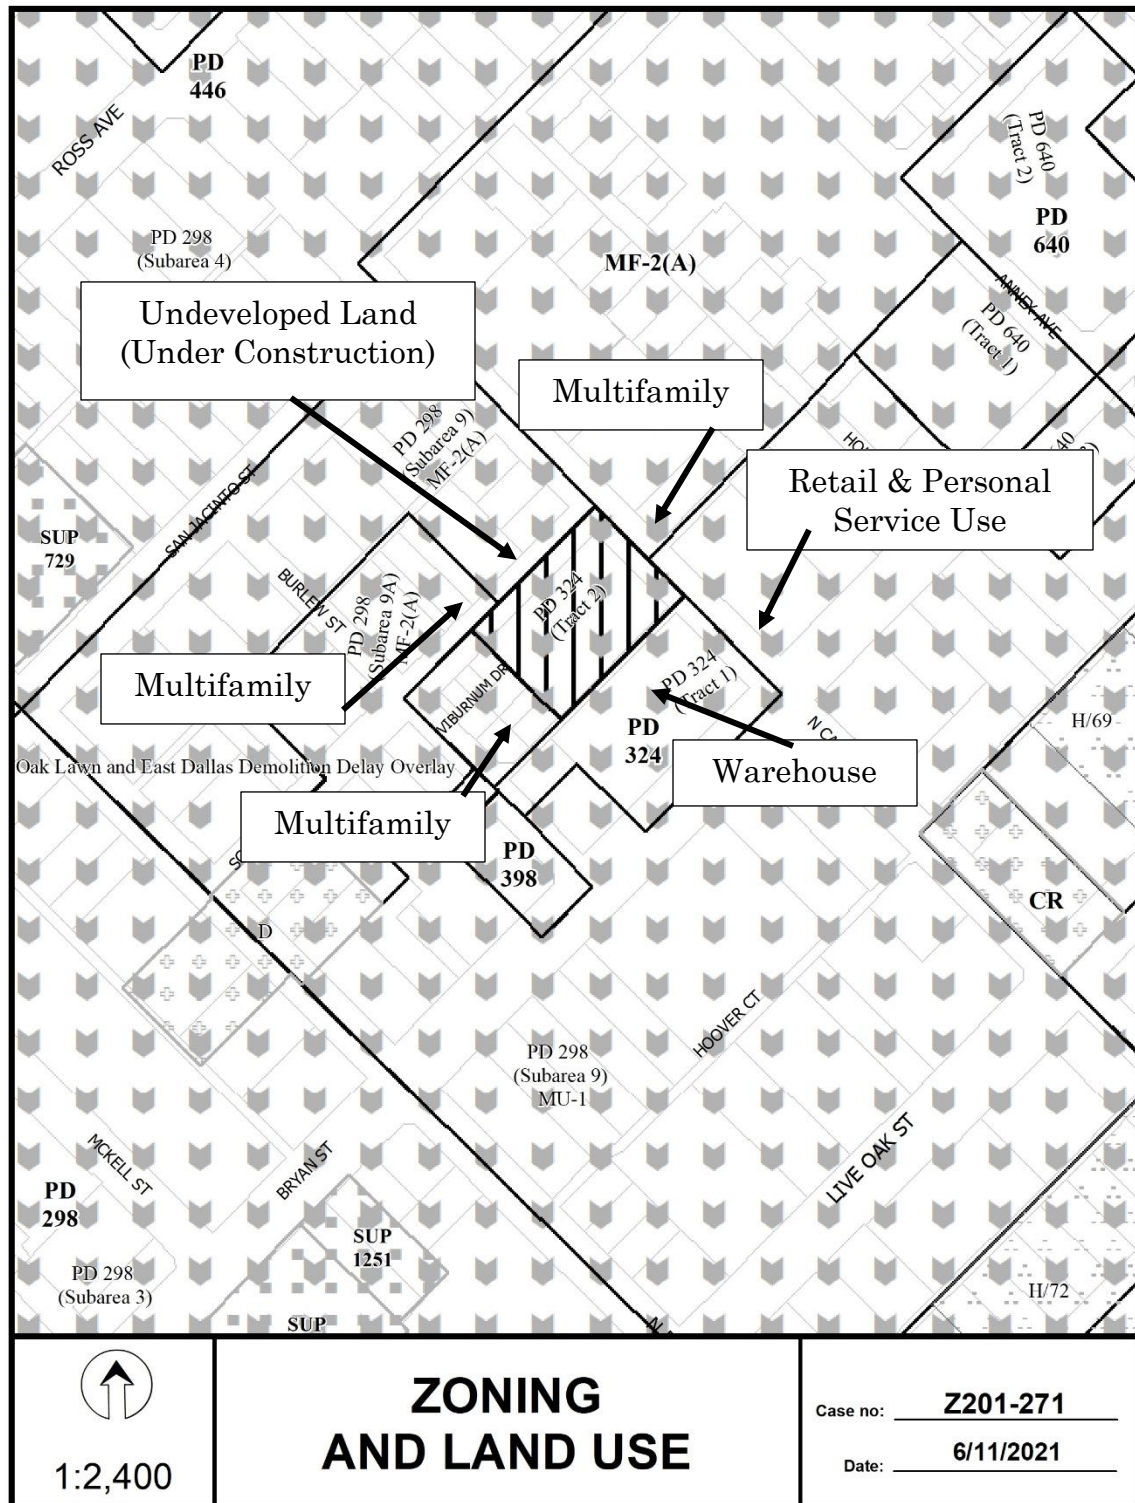 PD
446
ROSS AVE
PD 298
(Subarea 4)
MF-2(A)
PD 640
(Tract 2)
PD
640
ANNEX AVE
PD 640
(Tract 1)
Undeveloped Land
(Under Construction)
Multifamily
PD 298
(Subarea 9)
MF-2(A)
Retail & Personal
Service Use
SAN JACINTO ST
SUP
729
BURLEW ST
PD 298
(Subarea 9A)
MF-2(A)
PD 324
(Tract 2)
Multifamily
VIBURNUM DR
PD 324
(Tract 1)
PD
324
H/69
Oak Lawn and East Dallas Demolition Delay Overlay
Warehouse
Multifamily
PD
398
CR
D
HOOVER CT
PD 298
(Subarea 9)
MU-1
LIVE OAK ST
MCKELL ST
BRYAN ST
PD
298
SUP
1251
PD 298
(Subarea 3)
H/72
SUP
1:2,400
ZONING
AND LAND USE
Case no: Z201-271
Date: 6/11/2021